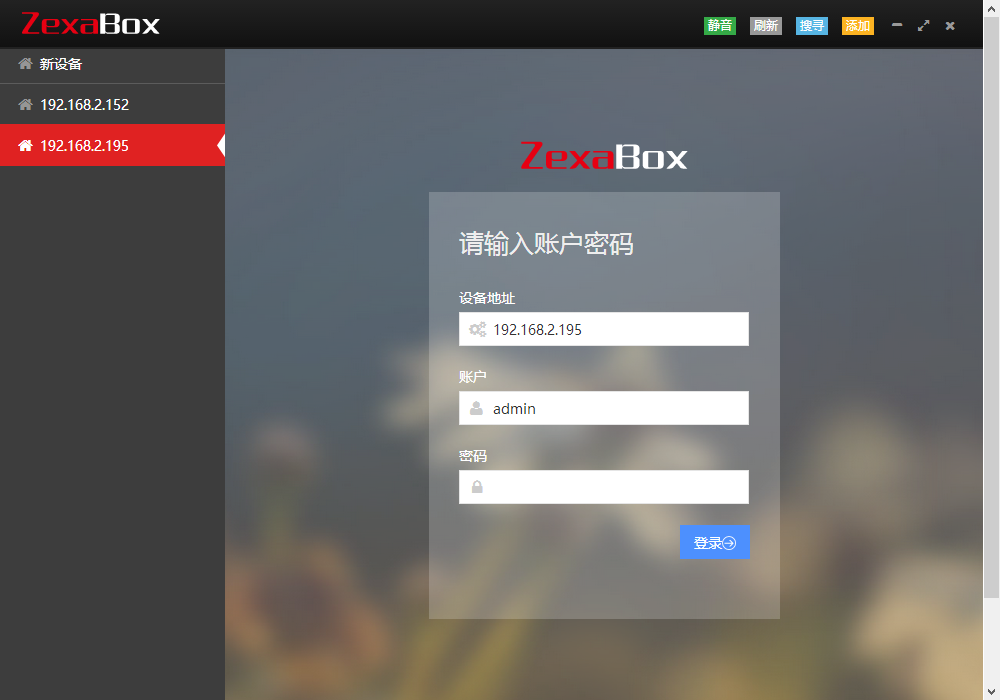 ZexaBox
静音 刷新 搜寻 添加
新设备
192.168.2.152
192.168.2.195
ZexaBox
请输入账户密码
设备地址
192.168.2.195
账户
admin
密码
登录